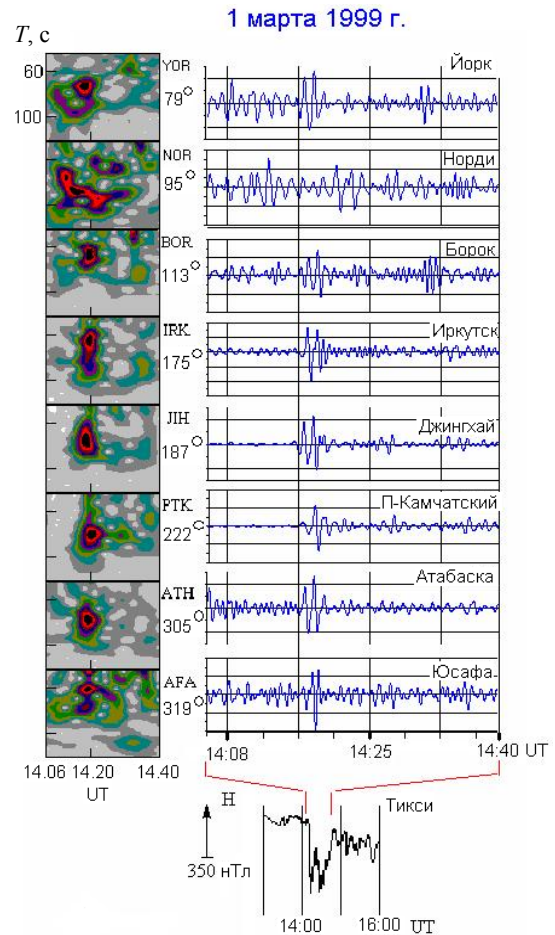 1 марта 1999 г.
T, с
60
100
YOR
79°
Йорк
NOR
95°
Норди
BOR
113°
Борок
IRK
175°
Иркутск
JIH
187°
Джингхай
PTK
222°
П-Камчатский
ATH
305°
Атабаска
AFA
319°
Юсафа
14.06 14.20 14.40
UT
14:08 14:25 14:40 UT
H
Тикси
350 нТл
14:00 16:00 UT